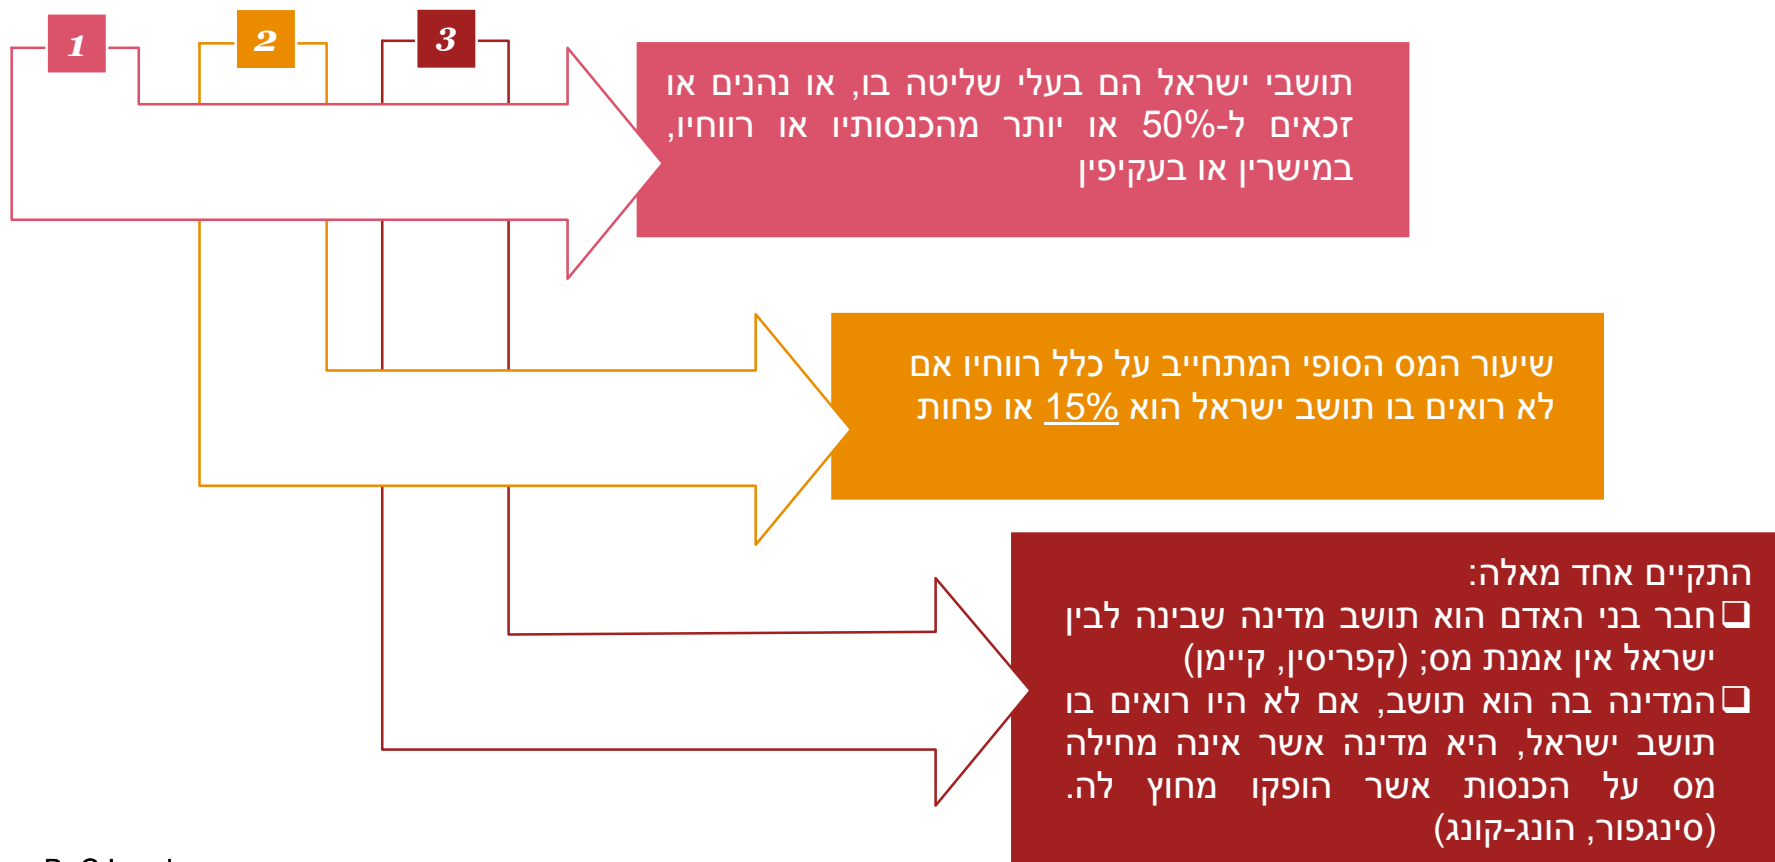 1
2
3
תושבי ישראל הם בעלי שליטה בו, או נהנים או
זכאים ל-50% או יותר מהכנסותיו או רווחיו,
במישרין או בעקיפין
שיעור המס הסופי המתחייב על כלל רווחיו אם
לא רואים בו תושב ישראל הוא 15% או פחות
התקיים אחד מאלה:
❑חבר בני האדם הוא תושב מדינה שבינה לבין
ישראל אין אמנת מס; (קפריסין, קיימן)
❑המדינה בה הוא תושב, אם לא היו רואים בו
תושב ישראל, היא מדינה אשר אינה מחילה
מס על הכנסות אשר הופקו מחוץ לה.
(סינגפור, הונג-קונג)